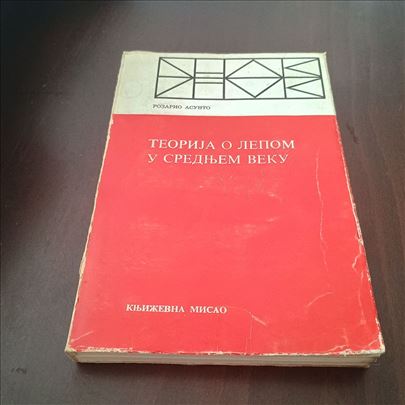 РОЗАРИО АСУНТО
ТЕОРИЈА О ЛЕПОМ
У СРЕДЊЕМ ВЕКУ
КЊИЖЕВНА МИСАО